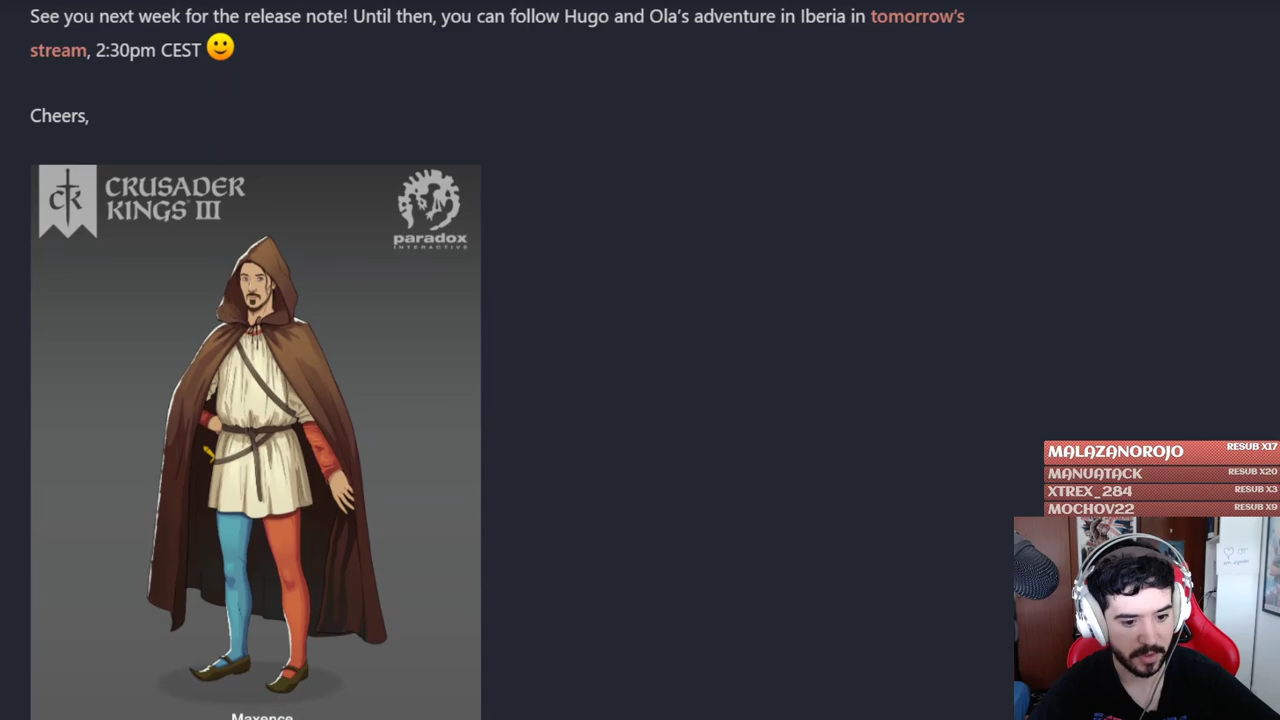 See you next week for the release note! Until then, you can follow Hugo and Ola’s adventure in Iberia in tomorrow’s
stream, 2:30pm CEST
Cheers,
CK
CRUSADER
KINGS III
paradox
INTERACTIVE
MALAZANOROJO RESUB X17
MANUATACK RESUB X20
XTREX_284 RESUB X3
MOCHOV22 RESUB X9
Maxence